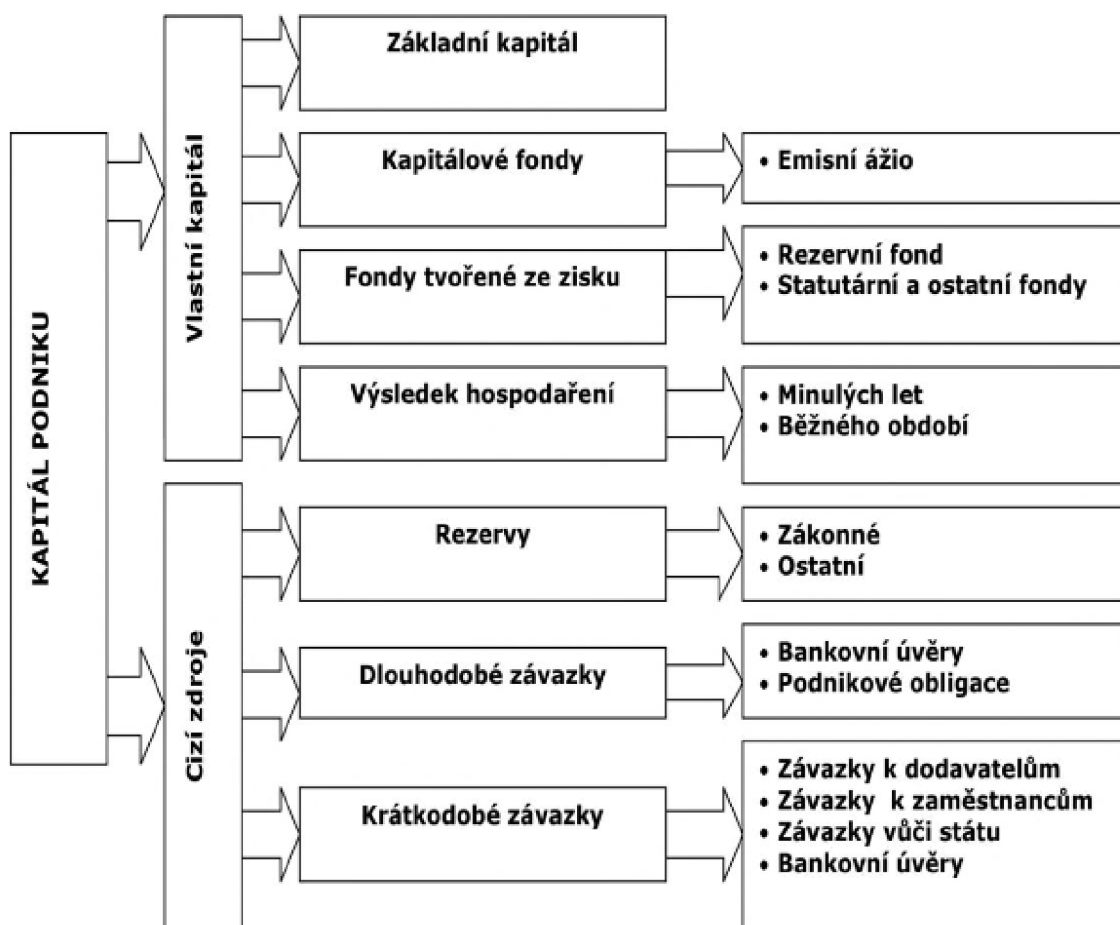 KAPITÁL PODNIKU
Vlastní kapitál
Základní kapitál
Kapitálové fondy
• Emisní ážio
Fondy tvořené ze zisku
• Rezervní fond
• Statutární a ostatní fondy
Výsledek hospodaření
• Minulých let
• Běžného období
Cizí zdroje
Rezervy
• Zákonné
• Ostatní
Dlouhodobé závazky
• Bankovní úvěry
• Podnikové obligace
Krátkodobé závazky
• Závazky k dodavatelům
• Závazky k zaměstnancům
• Závazky vůči státu
• Bankovní úvěry